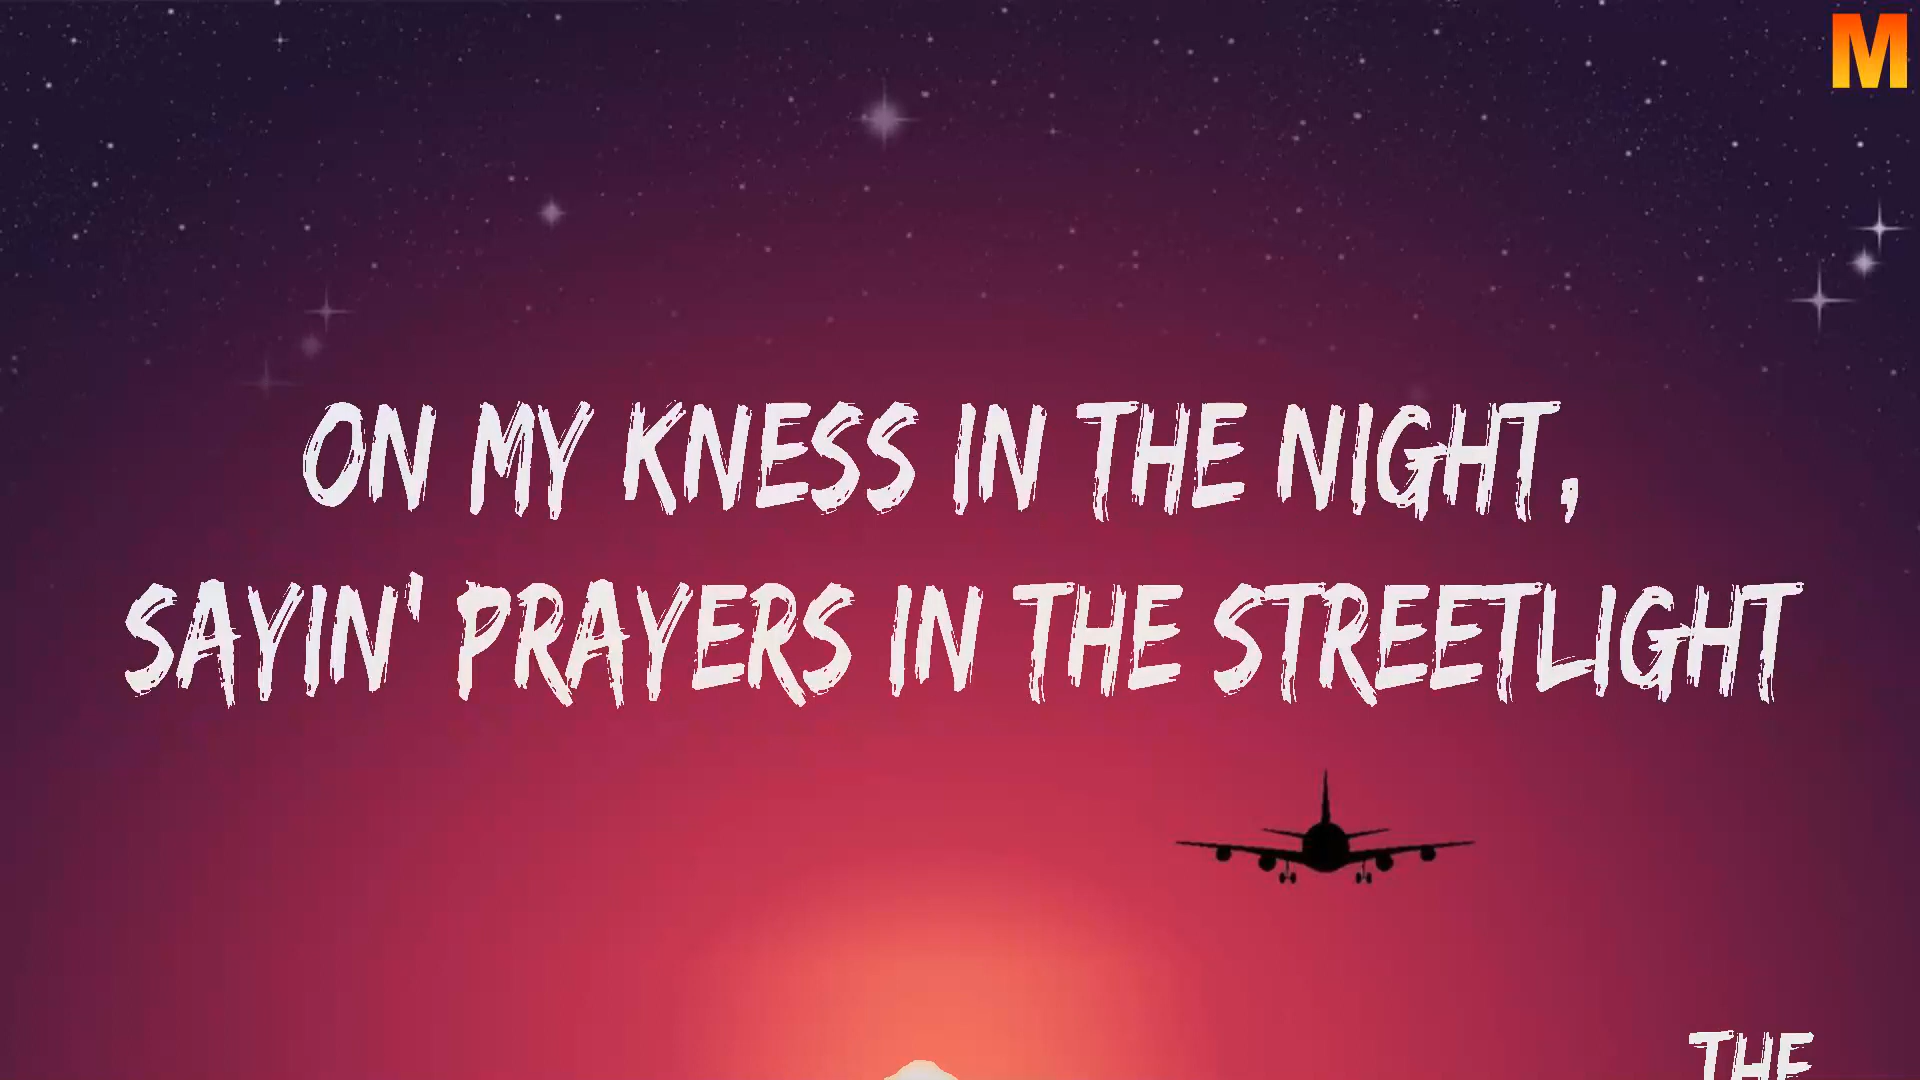 M
ON MY KNESS IN THE NIGHT,
SAYIN' PRAYERS IN THE STREETLIGHT
THE